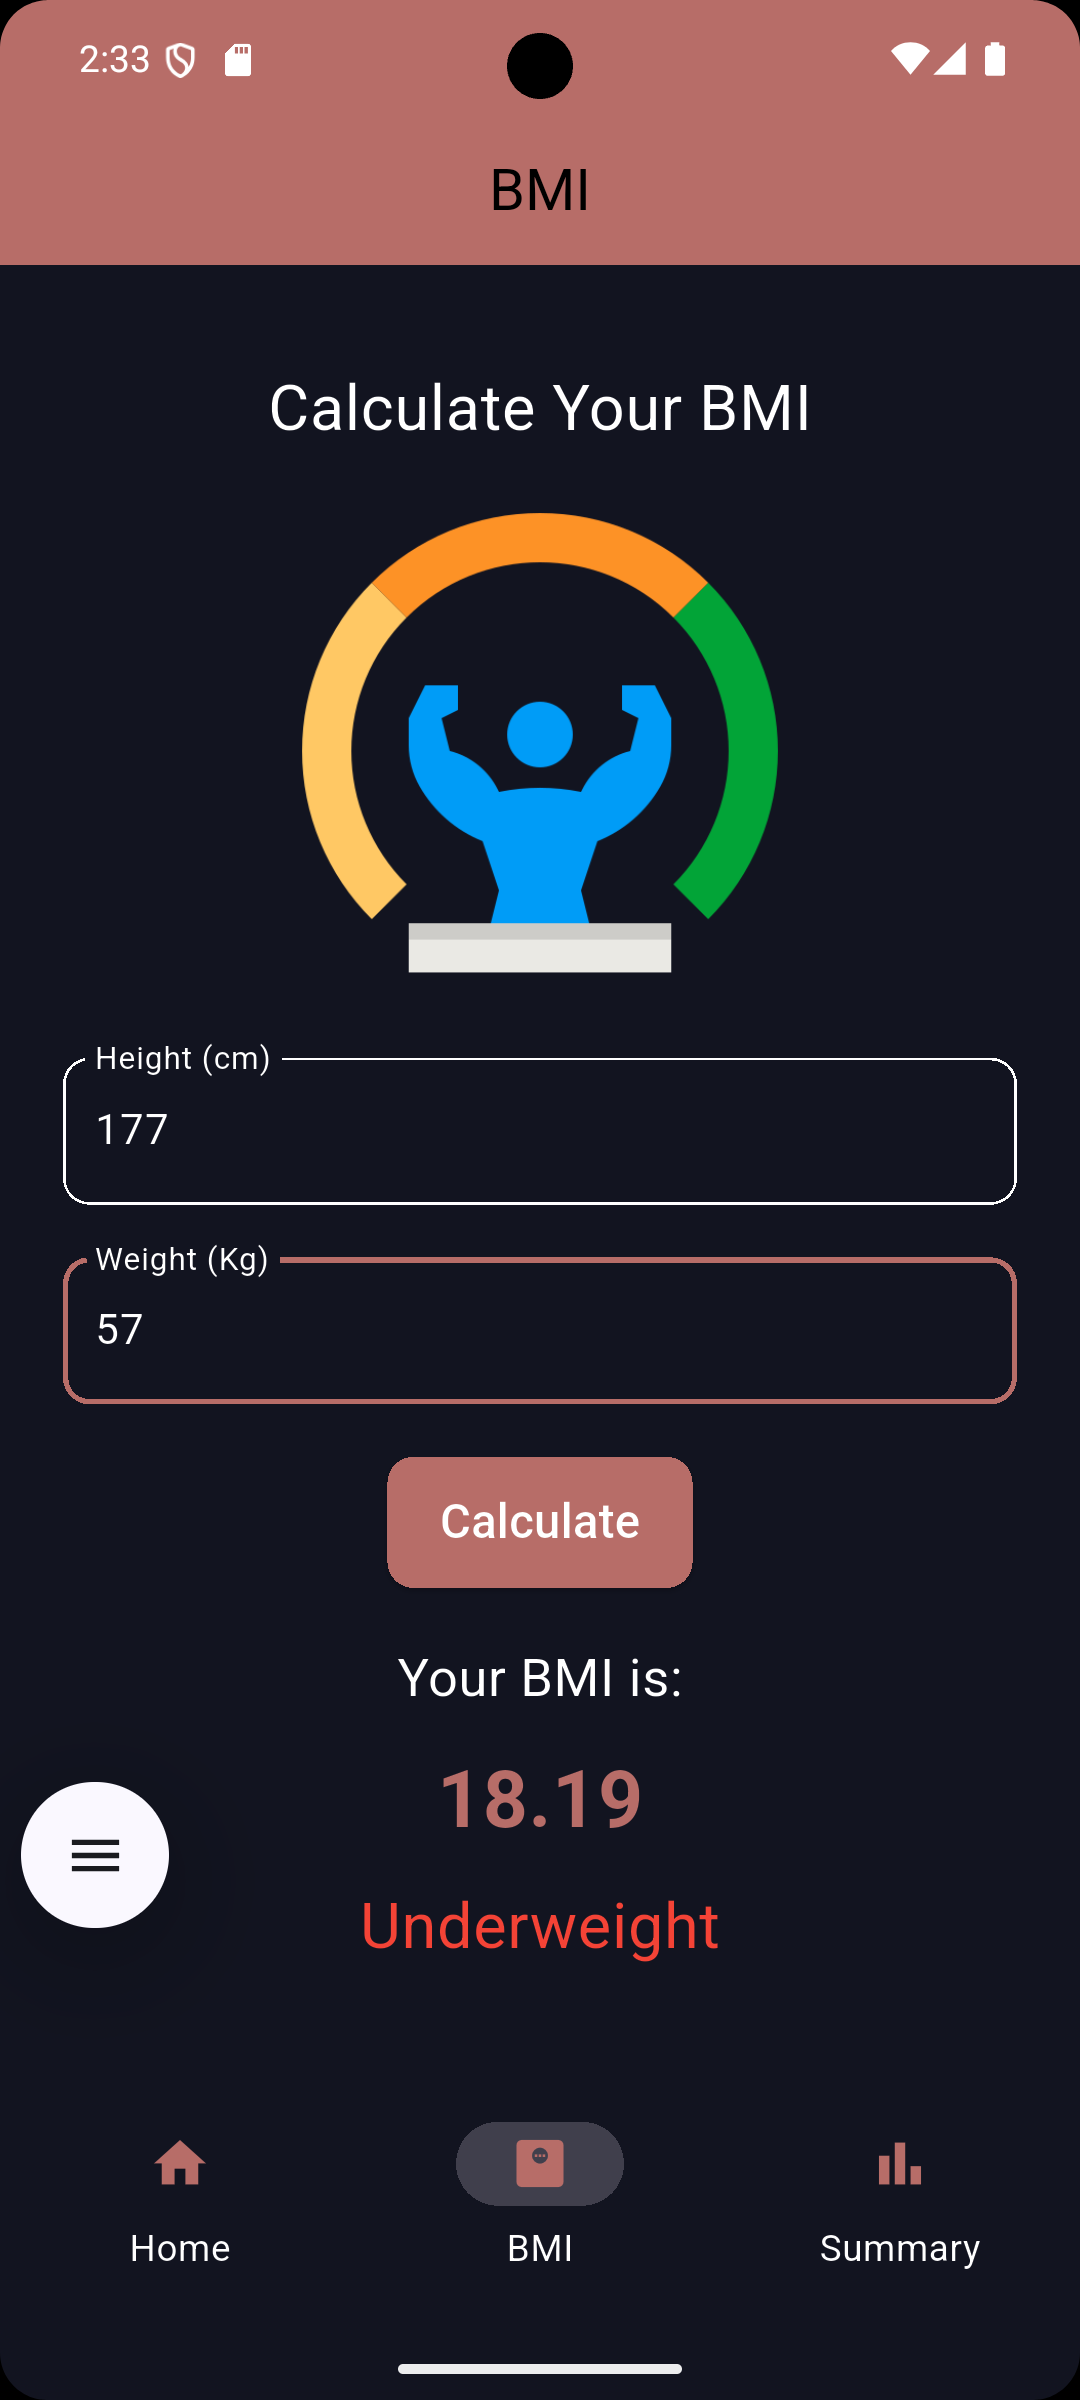 2:33
BMI
Calculate Your BMI
Height (cm)
177
Weight (Kg)
57
Calculate
Your BMI is:
18.19
Underweight
Home
BMI
Summary